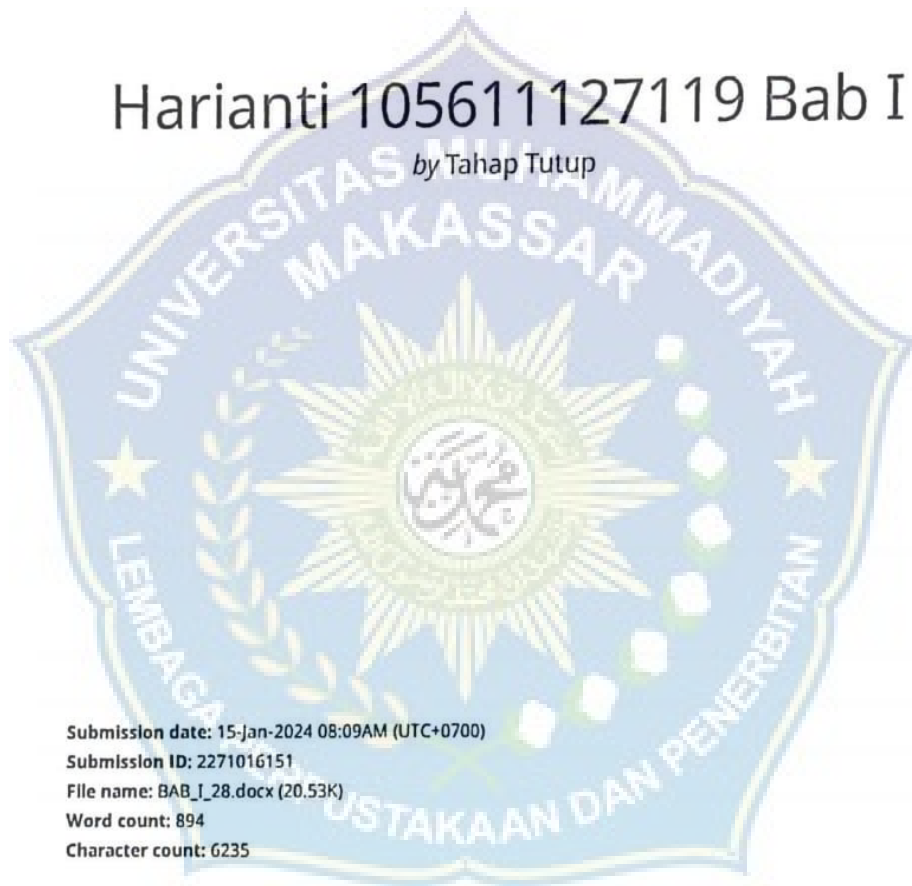 Harianti 105611127119 Bab I
by Tahap Tutup
UNIVERSITAS MUHAMMADIYAH
MAKASSAR
LEMBAGA PERPUSTAKAAN DAN PENERBITAN
Submission date: 15-Jan-2024 08:09AM (UTC+0700)
Submission ID: 2271016151
File name: BAB_I_28.docx (20.53K)
Word count: 894
Character count: 6235